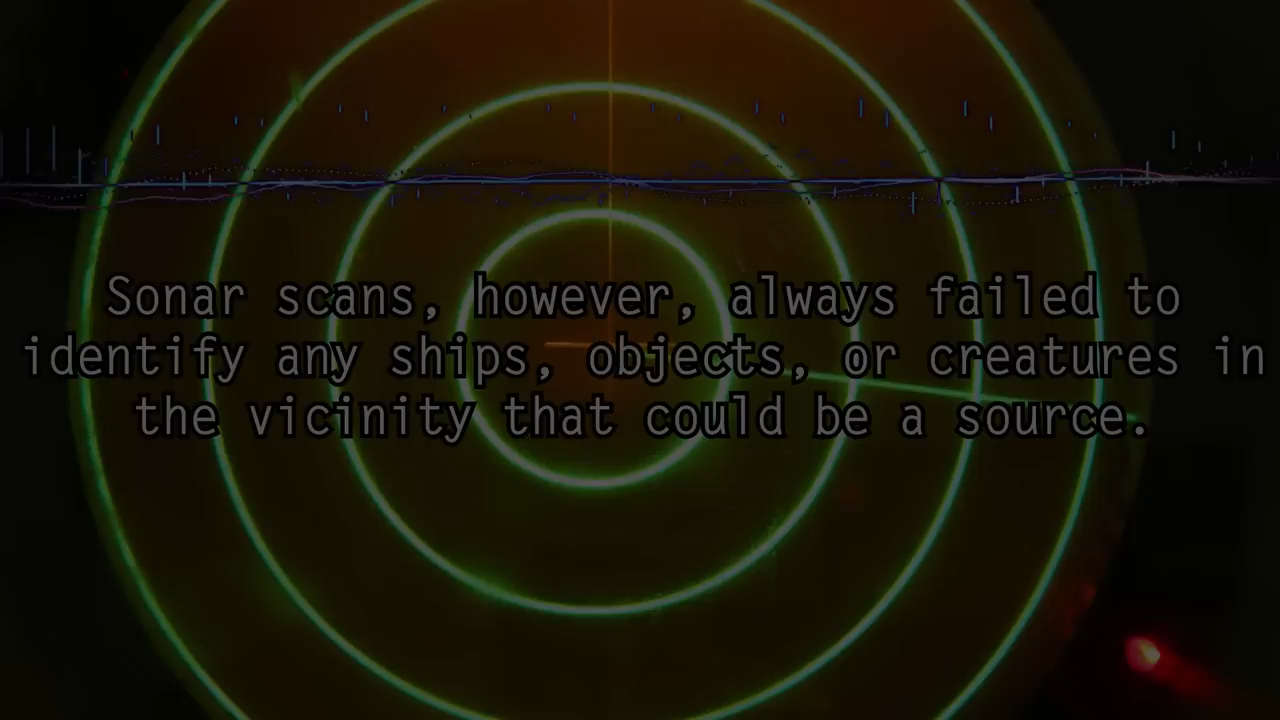 Sonar scans, however, always failed to
identify any ships, objects, or creatures in
the vicinity that could be a source.